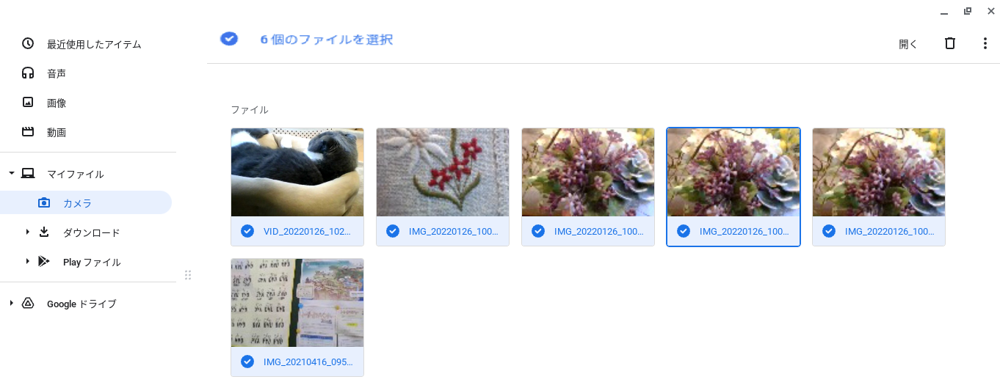 最近使用したアイテム
音声
画像
動画
マイファイル
カメラ
ダウンロード
Play ファイル
Google ドライブ
6 個のファイルを選択
開く
ファイル
VID_20220126_102...
IMG_20220126_100...
IMG_20220126_100...
IMG_20220126_100...
IMG_20220126_100...
IMG_20210416_095...